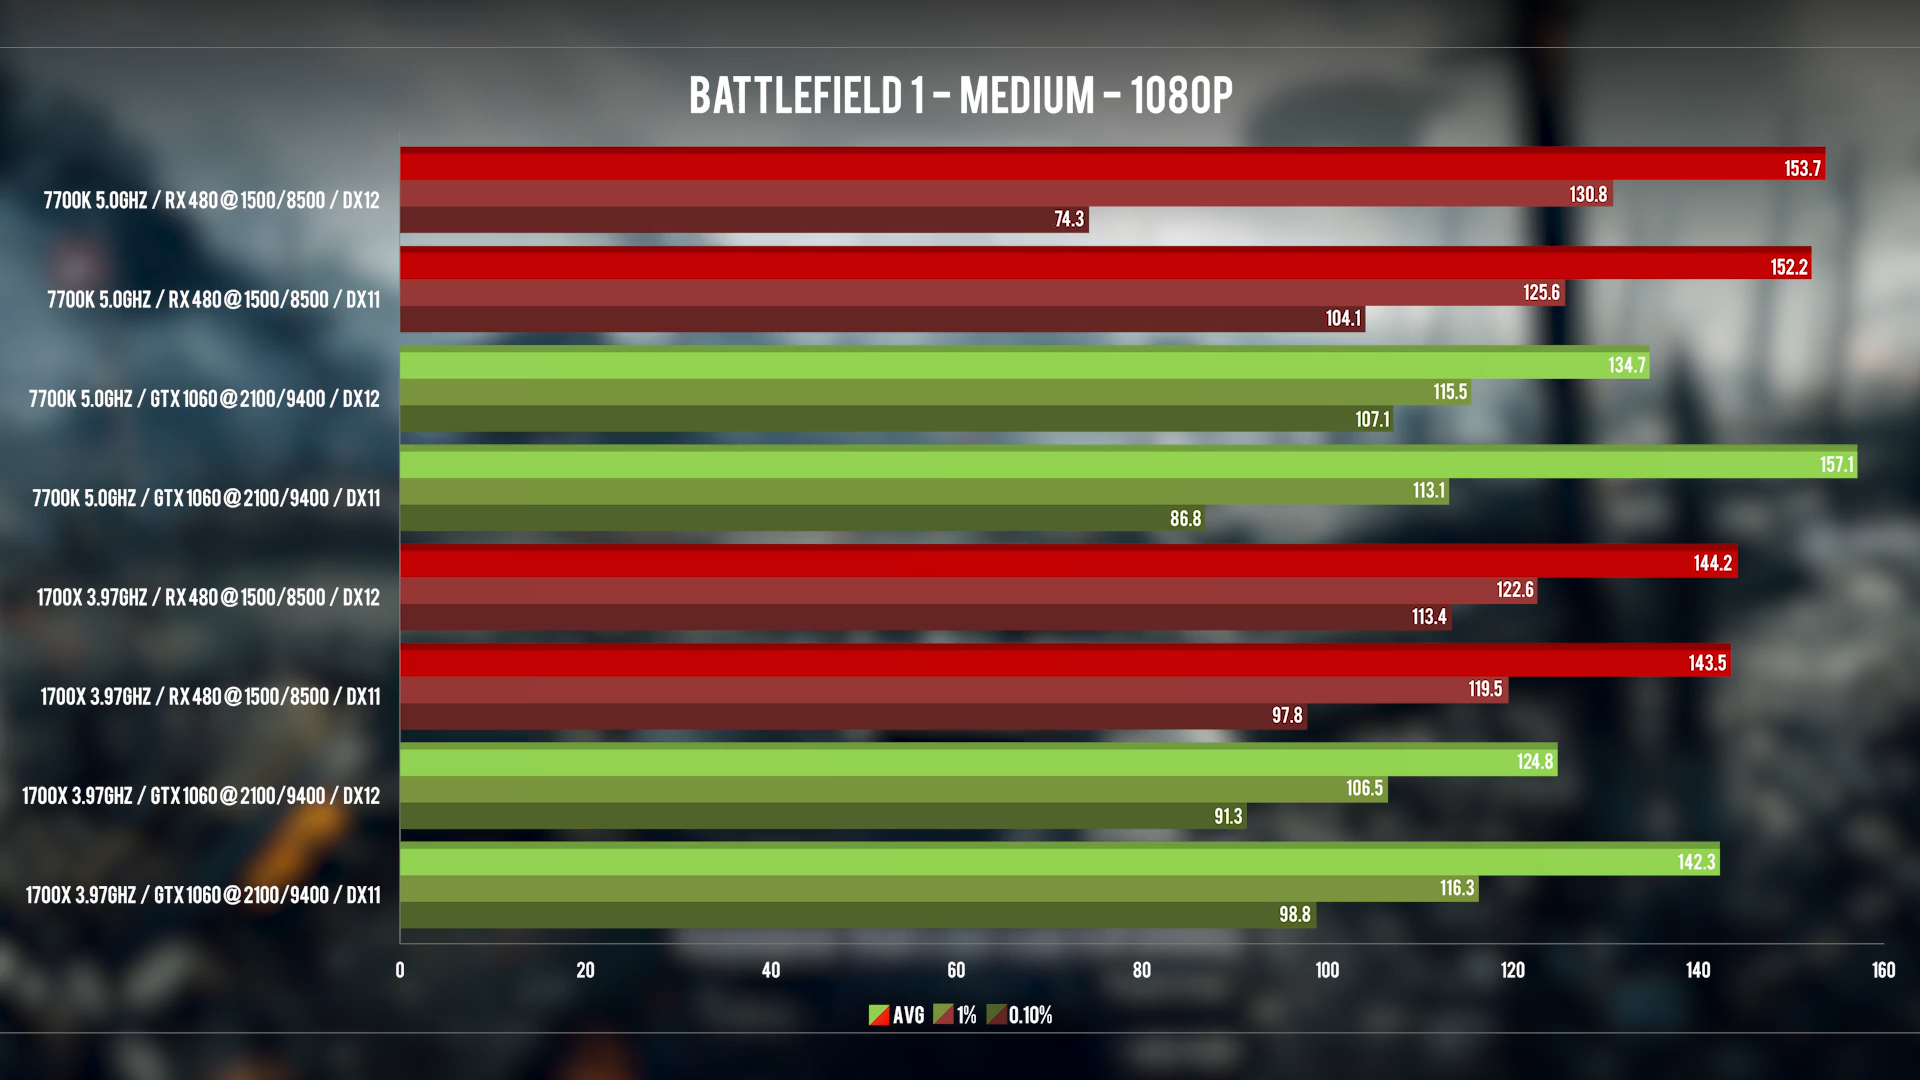 BATTLEFIELD 1 – MEDIUM – 1080P
7700K 5.0GHZ / RX 480@1500/8500 / DX12
153.7
130.8
74.3
7700K 5.0GHZ / RX 480@1500/8500 / DX11
152.2
125.6
104.1
7700K 5.0GHZ / GTX 1060@2100/9400 / DX12
134.7
115.5
107.1
7700K 5.0GHZ / GTX 1060@2100/9400 / DX11
157.1
113.1
86.8
1700X 3.97GHZ / RX 480@1500/8500 / DX12
144.2
122.6
113.4
1700X 3.97GHZ / RX 480@1500/8500 / DX11
143.5
119.5
97.8
1700X 3.97GHZ / GTX 1060@2100/9400 / DX12
124.8
106.5
91.3
1700X 3.97GHZ / GTX 1060@2100/9400 / DX11
142.3
116.3
98.8
0 20 40 60 80 100 120 140 160
AVG 1% 0.10%